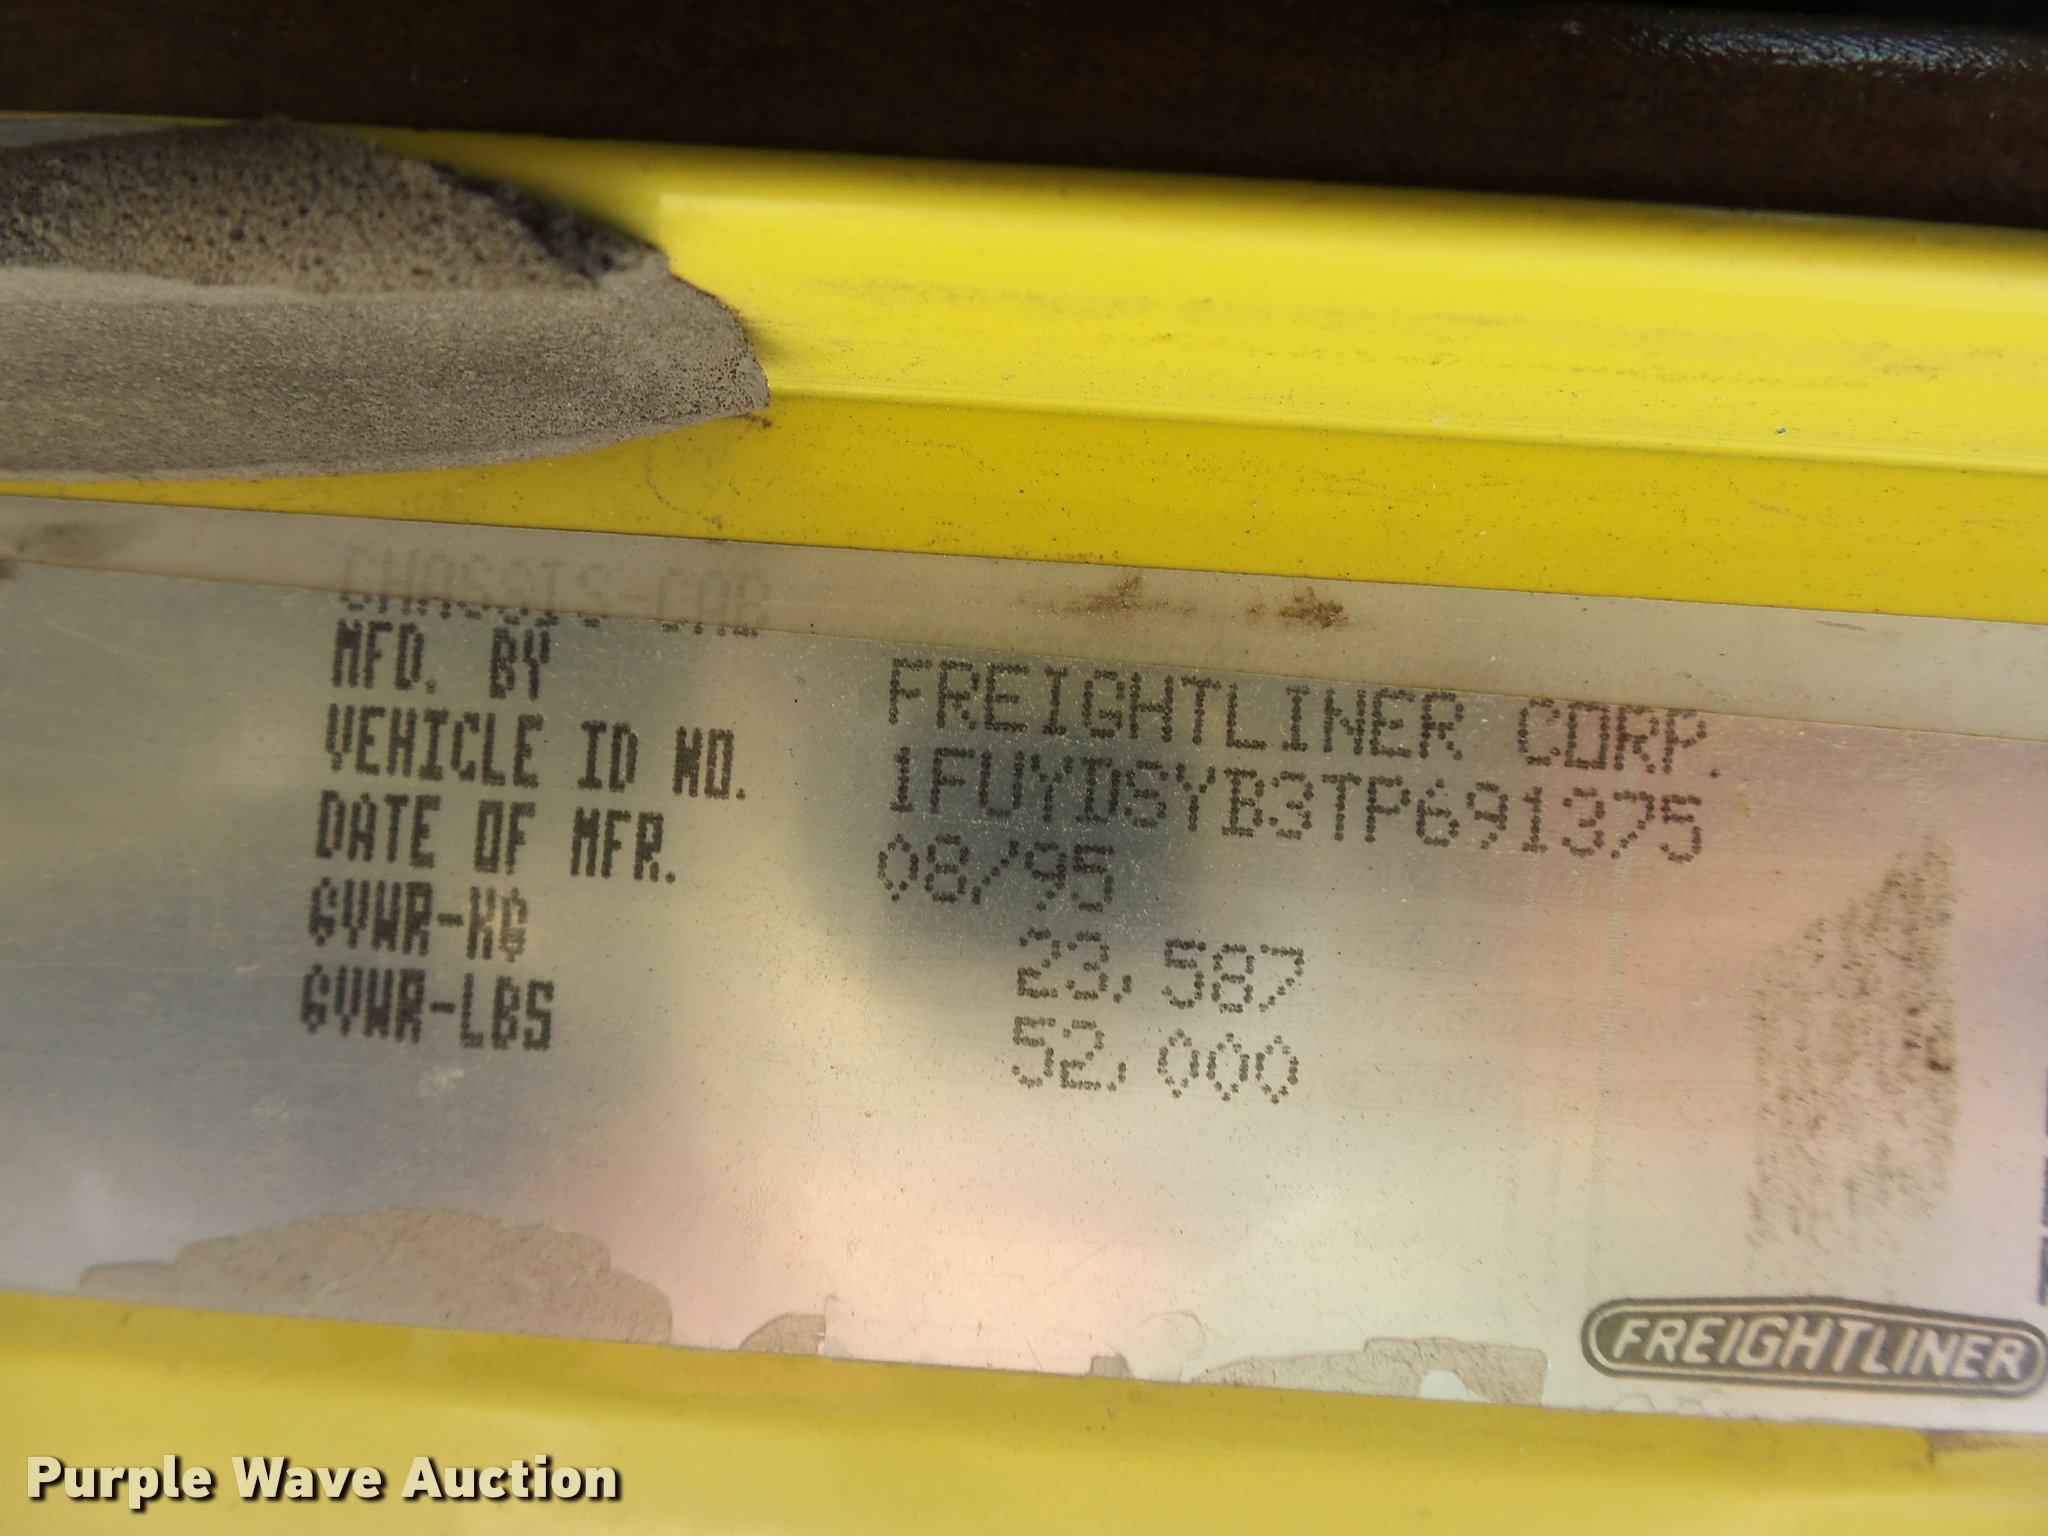 CHASSIS-CAB
MFD. BY FREIGHTLINER CORP.
VEHICLE ID NO. 1FUYDSYB3TP691375
DATE OF MFR. 08/95
GVWR-KG 23,587
GVWR-LBS 52,000
FREIGHTLINER
Purple Wave Auction